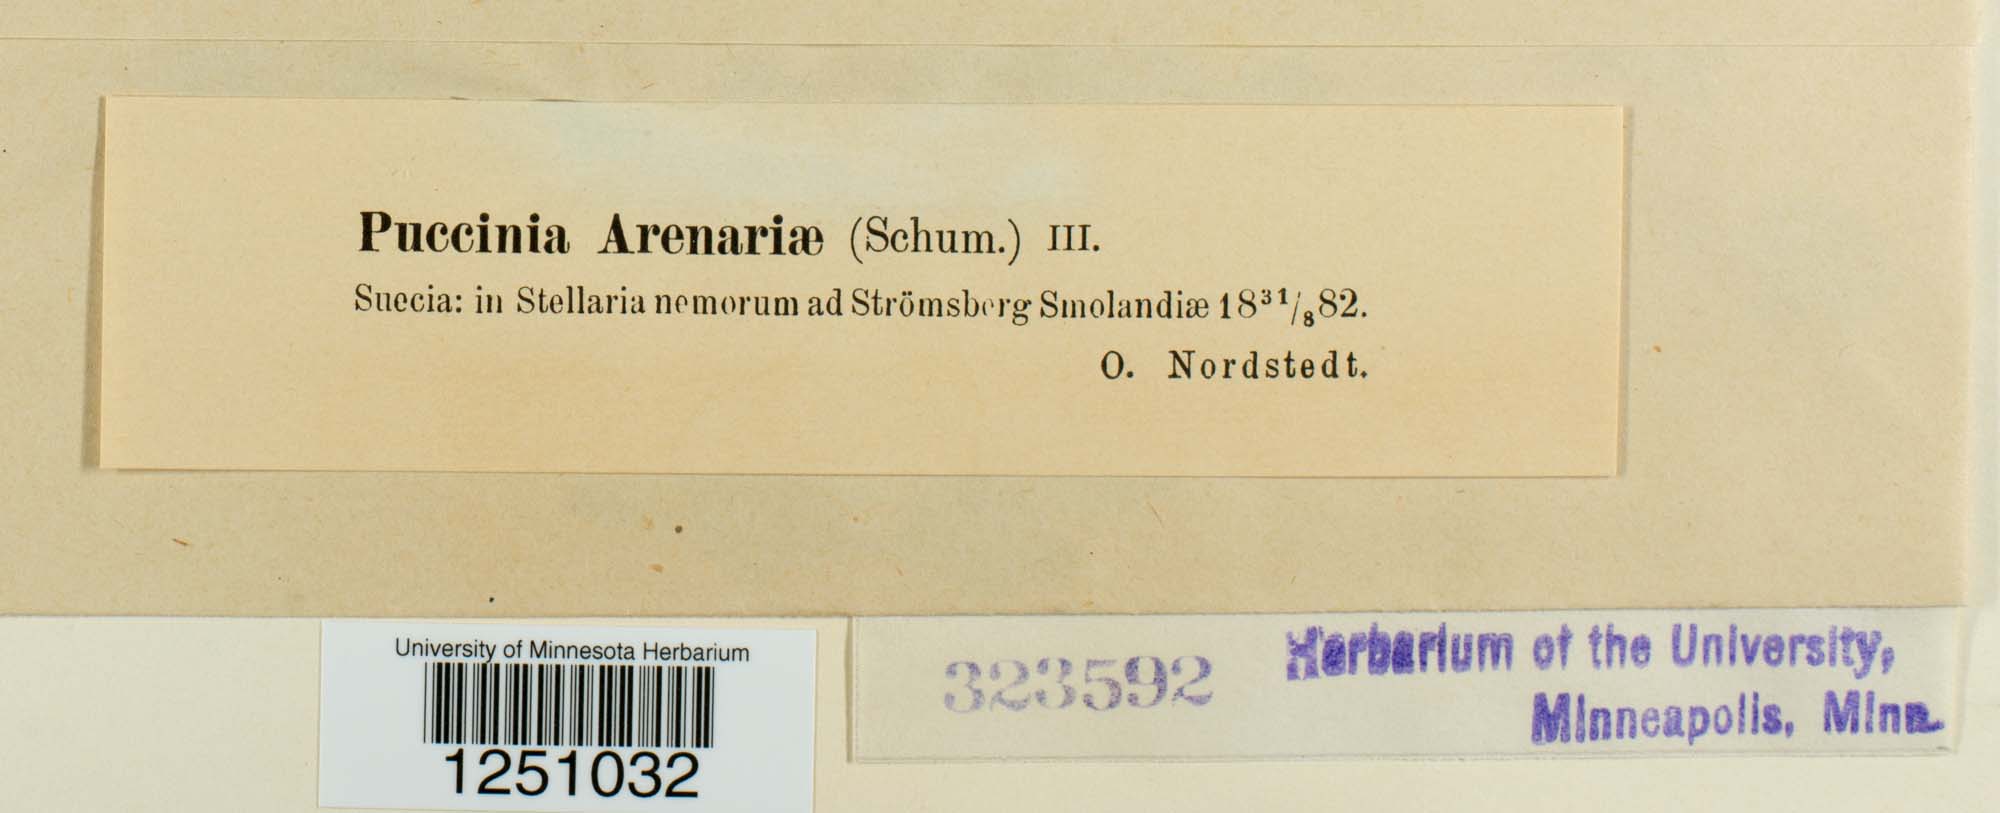 Puccinia Arenariæ (Schum.) III.
Suecia: in Stellaria nemorum ad Strömsberg Smolandiæ 18³¹/₈82.
O. Nordstedt.
University of Minnesota Herbarium
1251032
323592
Herbarium of the University,
Minneapolis, Minn.